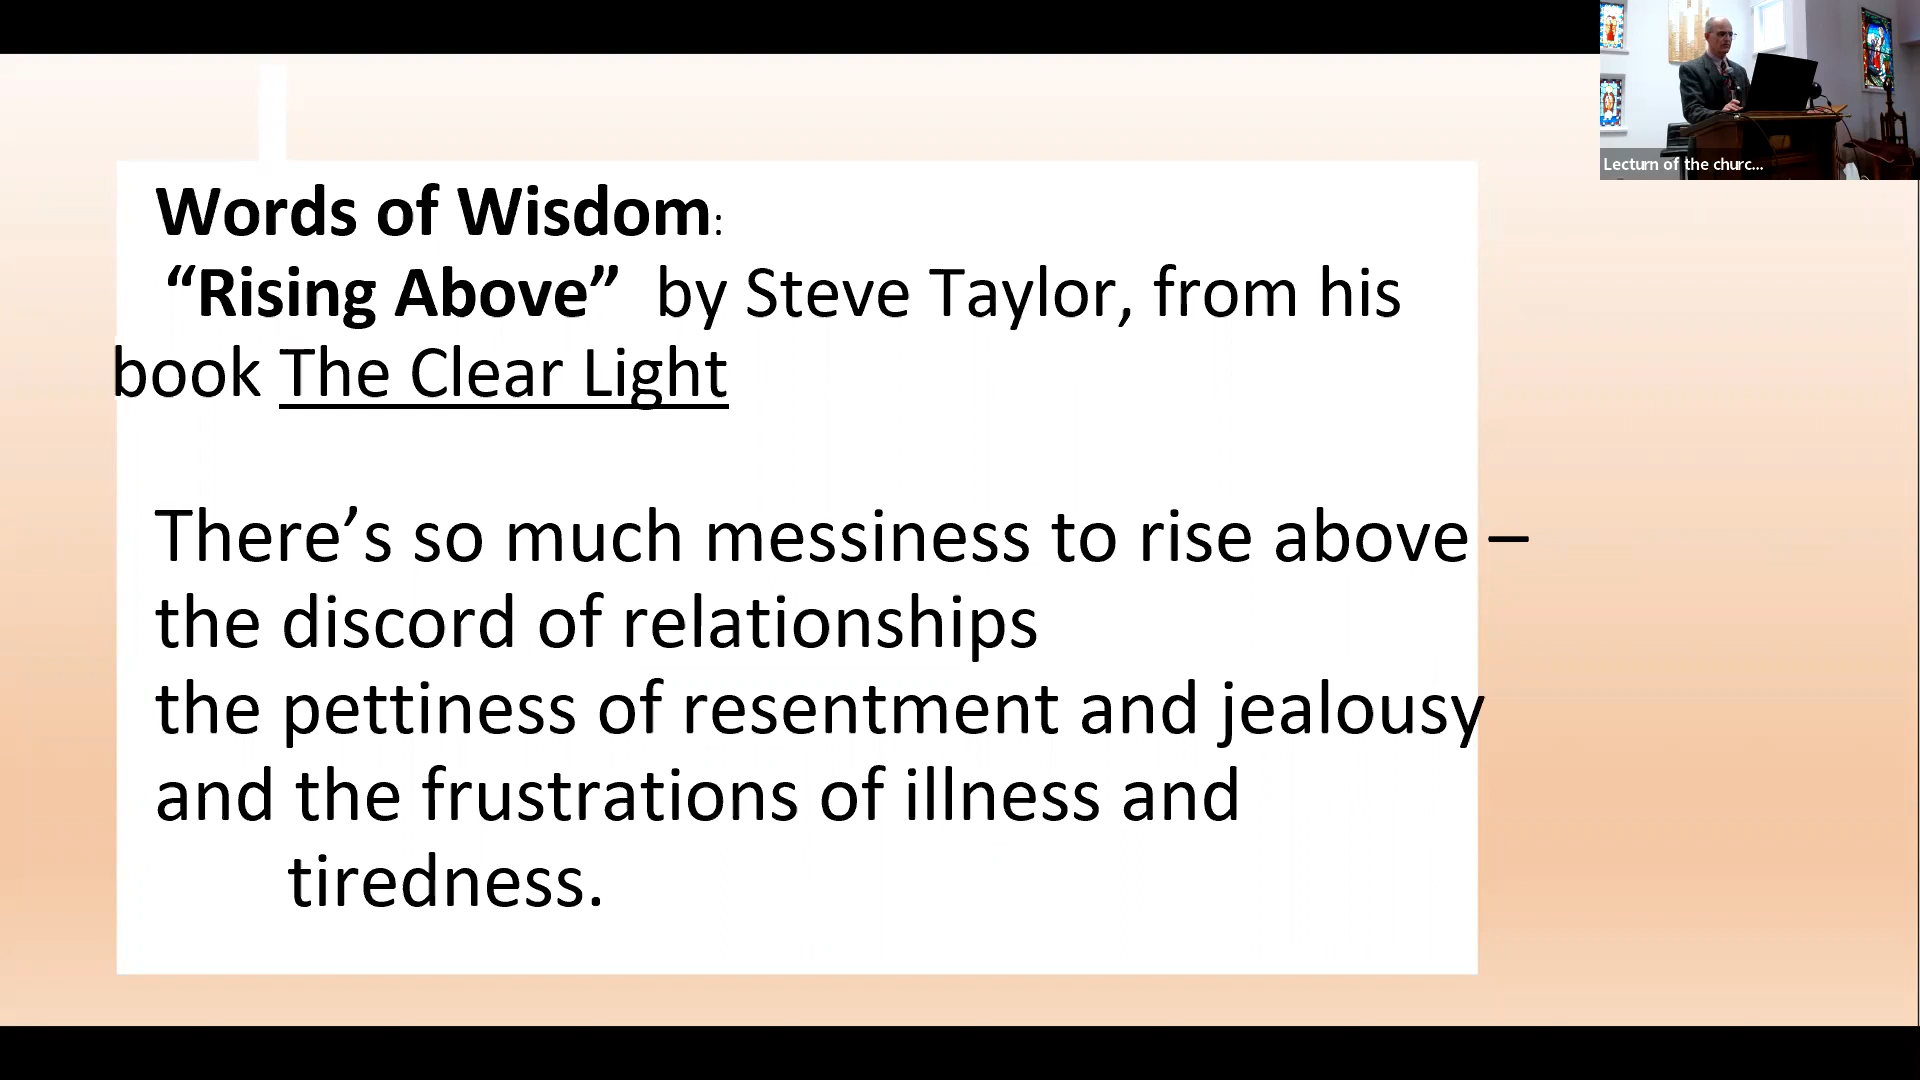 Words of Wisdom:
“Rising Above” by Steve Taylor, from his
book The Clear Light
There’s so much messiness to rise above –
the discord of relationships
the pettiness of resentment and jealousy
and the frustrations of illness and
tiredness.
Lecturn of the churc...